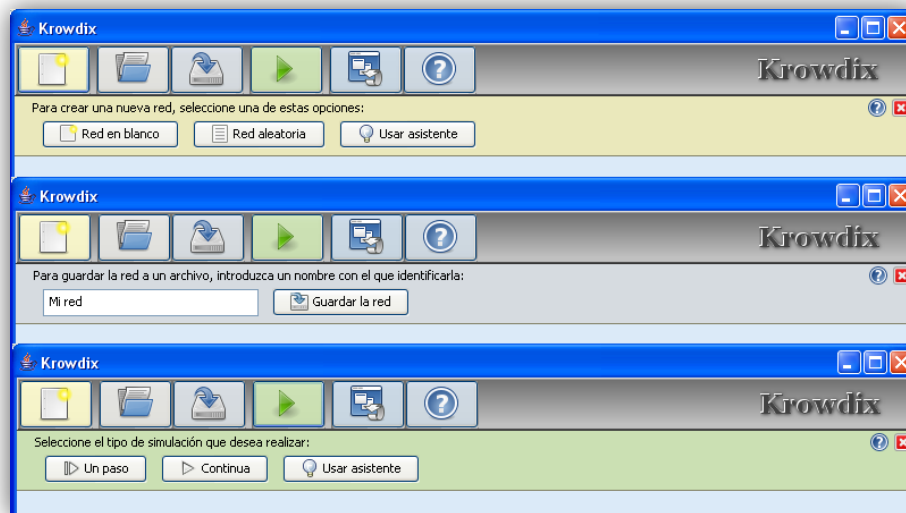 Krowdix
Krowdix
Para crear una nueva red, seleccione una de estas opciones:
Red en blanco Red aleatoria Usar asistente
Krowdix
Krowdix
Para guardar la red a un archivo, introduzca un nombre con el que identificarla:
Mi red Guardar la red
Krowdix
Krowdix
Seleccione el tipo de simulación que desea realizar:
Un paso Continua Usar asistente